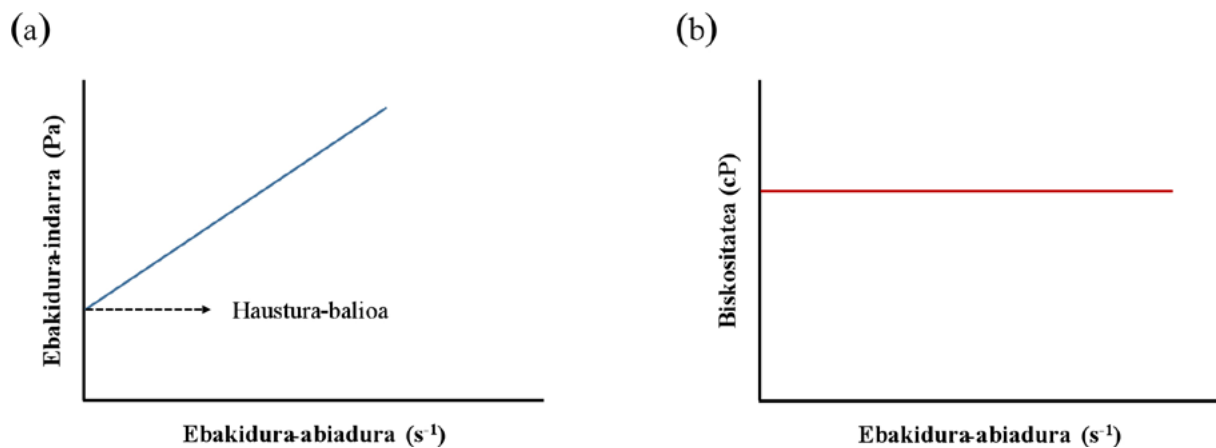 (a)
Ebakidura-indarra (Pa)
Haustura-balioa
Ebakidura-abiadura (s⁻¹)
(b)
Biskositatea (cP)
Ebakidura-abiadura (s⁻¹)